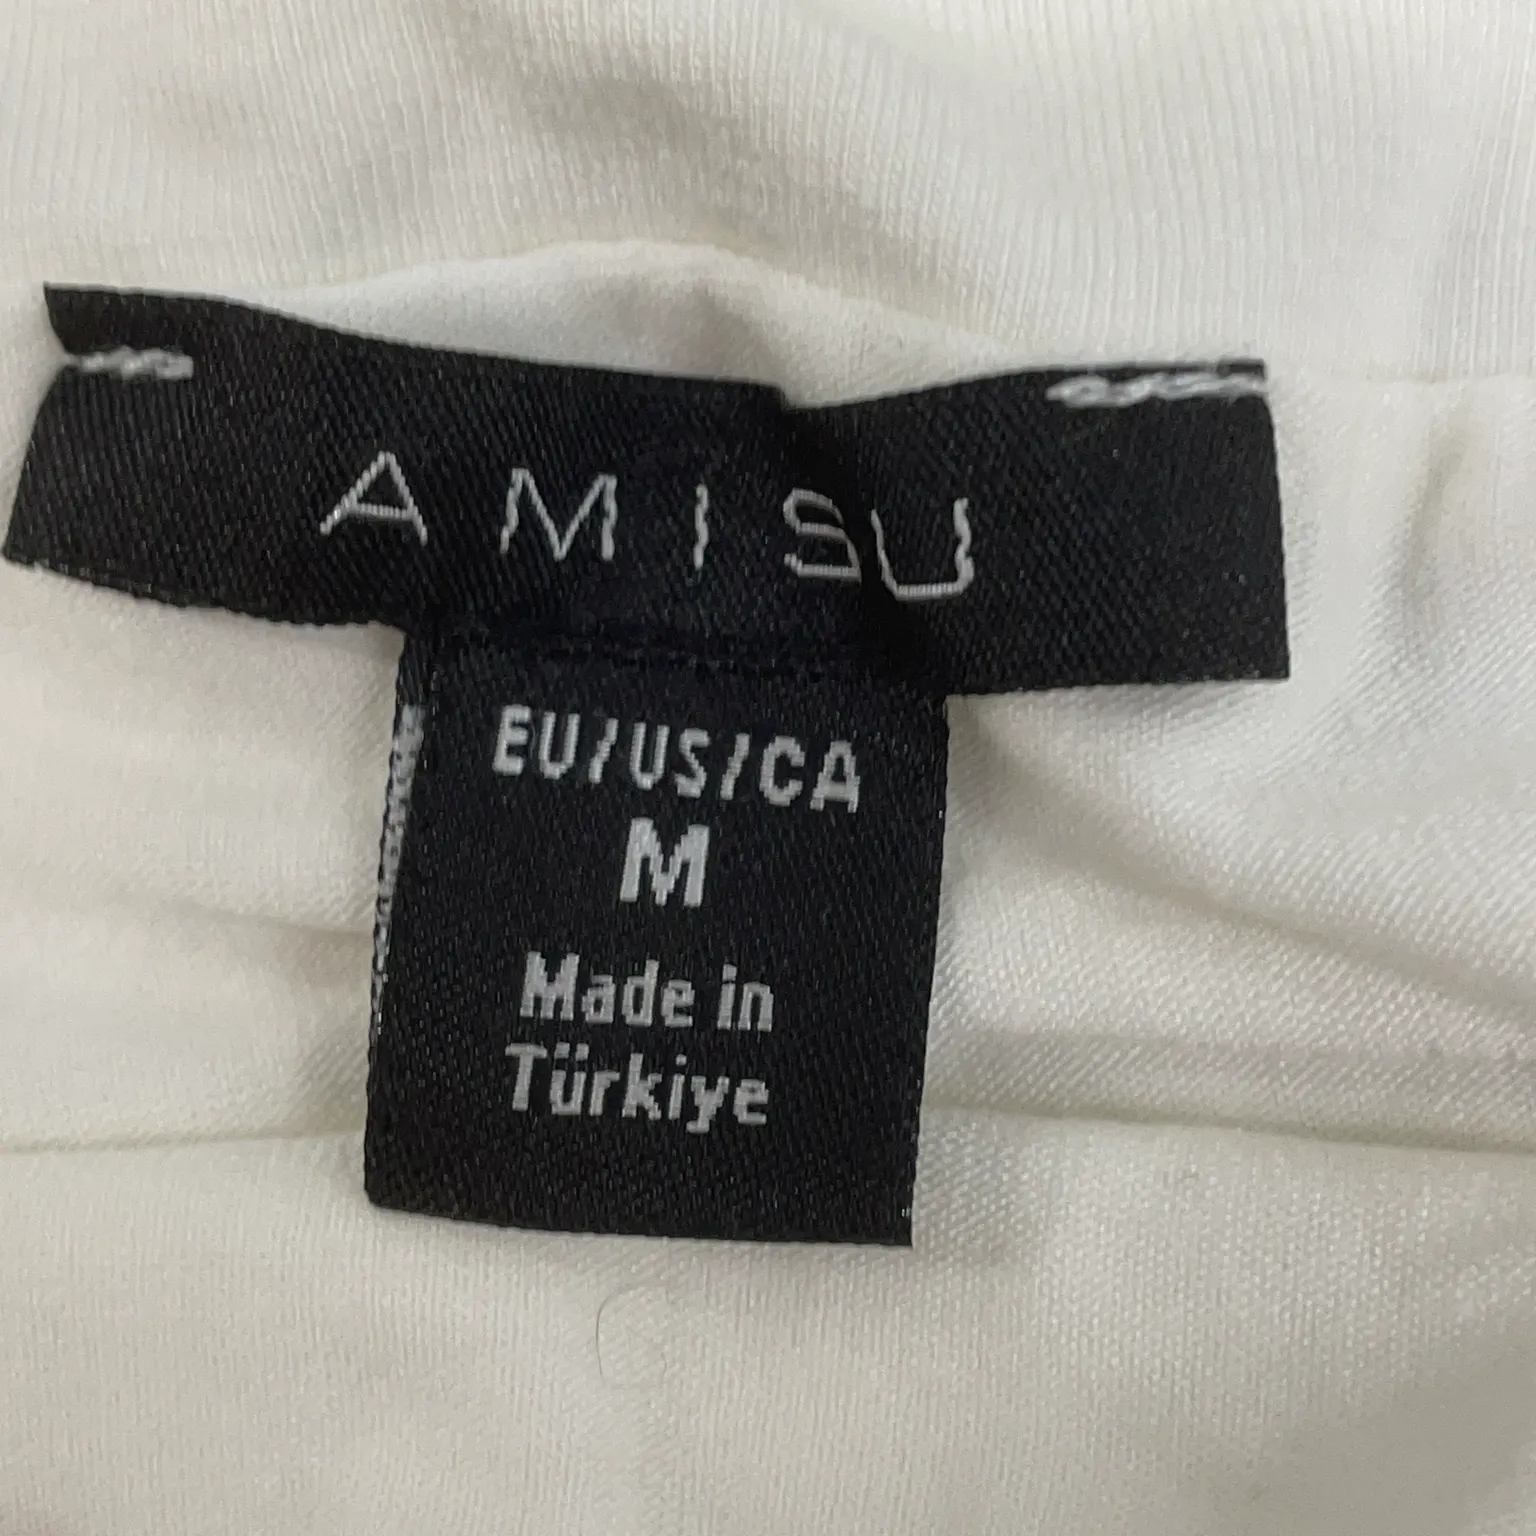 AMISU
EU/US/CA
M
Made in
Türkiye